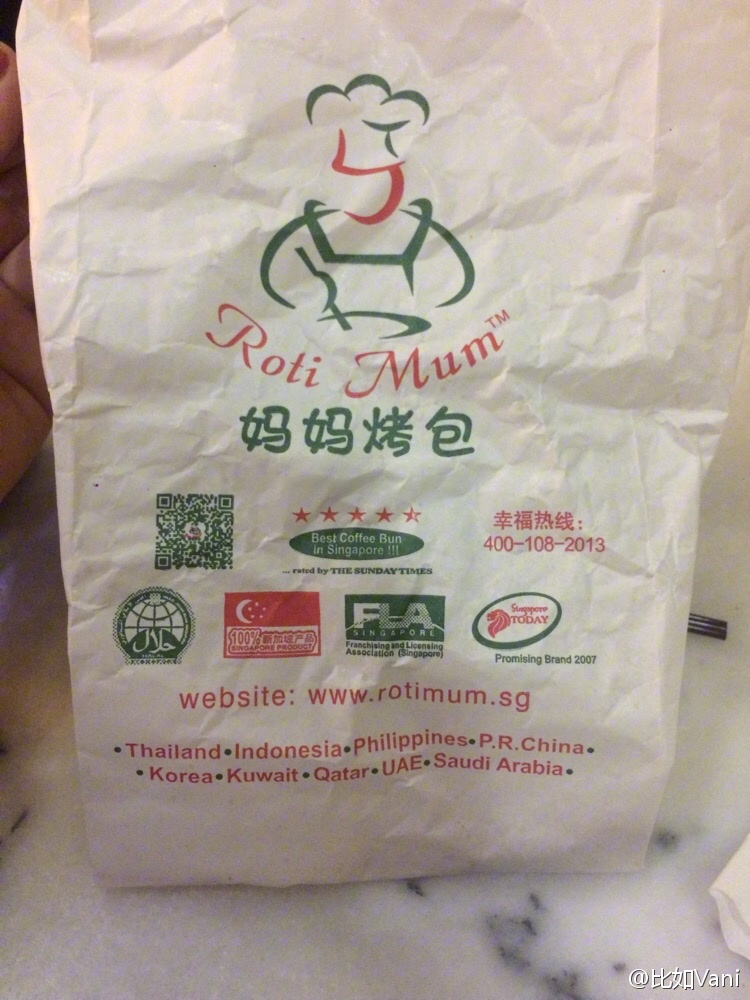 Roti Mum™
妈妈烤包
Best Coffee Bun
in Singapore !!!
... rated by THE SUNDAY TIMES
幸福热线：
400-108-2013
حلال
HALAL
100%新加坡产品
SINGAPORE PRODUCT
FLA
SINGAPORE
Franchising and Licensing
Association (Singapore)
Singapore
TODAY
Promising Brand 2007
website: www.rotimum.sg
•Thailand•Indonesia•Philippines•P.R.China•
•Korea•Kuwait•Qatar•UAE•Saudi Arabia•
@比如Vani